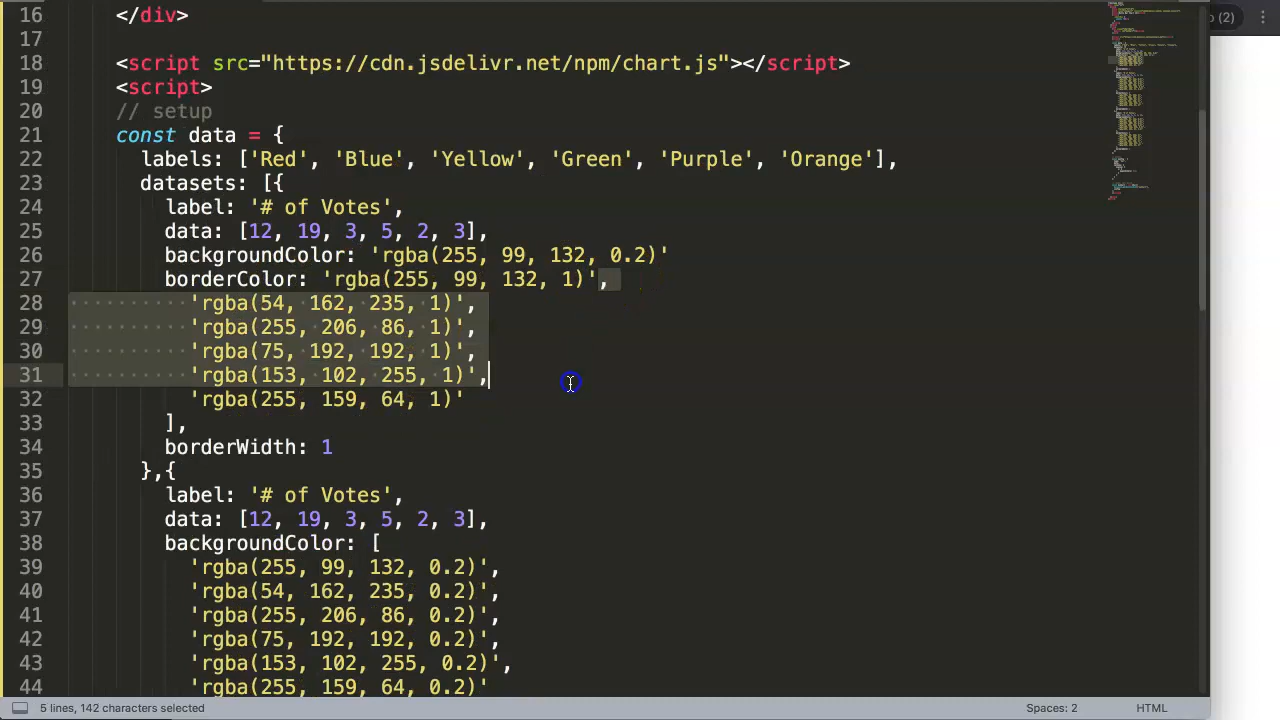 16 </div>
17
18 <script src="https://cdn.jsdelivr.net/npm/chart.js"></script>
19 <script>
20 // setup
21 const data = {
22 labels: ['Red', 'Blue', 'Yellow', 'Green', 'Purple', 'Orange'],
23 datasets: [{
24 label: '# of Votes',
25 data: [12, 19, 3, 5, 2, 3],
26 backgroundColor: 'rgba(255, 99, 132, 0.2)'
27 borderColor: 'rgba(255, 99, 132, 1)',
28 'rgba(54, 162, 235, 1)',
29 'rgba(255, 206, 86, 1)',
30 'rgba(75, 192, 192, 1)',
31 'rgba(153, 102, 255, 1)',
32 'rgba(255, 159, 64, 1)'
33 ],
34 borderWidth: 1
35 },{
36 label: '# of Votes',
37 data: [12, 19, 3, 5, 2, 3],
38 backgroundColor: [
39 'rgba(255, 99, 132, 0.2)',
40 'rgba(54, 162, 235, 0.2)',
41 'rgba(255, 206, 86, 0.2)',
42 'rgba(75, 192, 192, 0.2)',
43 'rgba(153, 102, 255, 0.2)',
44 'rgba(255, 159, 64, 0.2)'
5 lines, 142 characters selected Spaces: 2 HTML
(2)